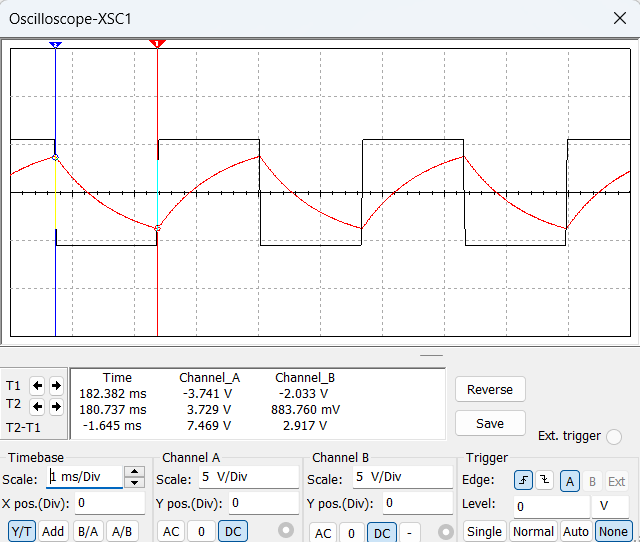 Oscilloscope-XSC1
2 1
Time Channel_A Channel_B
T1 182.382 ms -3.741 V -2.033 V
T2 180.737 ms 3.729 V 883.760 mV
T2-T1 -1.645 ms 7.469 V 2.917 V
Reverse
Save
Ext. trigger
Timebase Channel A Channel B Trigger
Scale: 1 ms/Div Scale: 5 V/Div Scale: 5 V/Div Edge: A B Ext
X pos.(Div): 0 Y pos.(Div): 0 Y pos.(Div): 0 Level: 0 V
Y/T Add B/A A/B AC 0 DC AC 0 DC - Single Normal Auto None